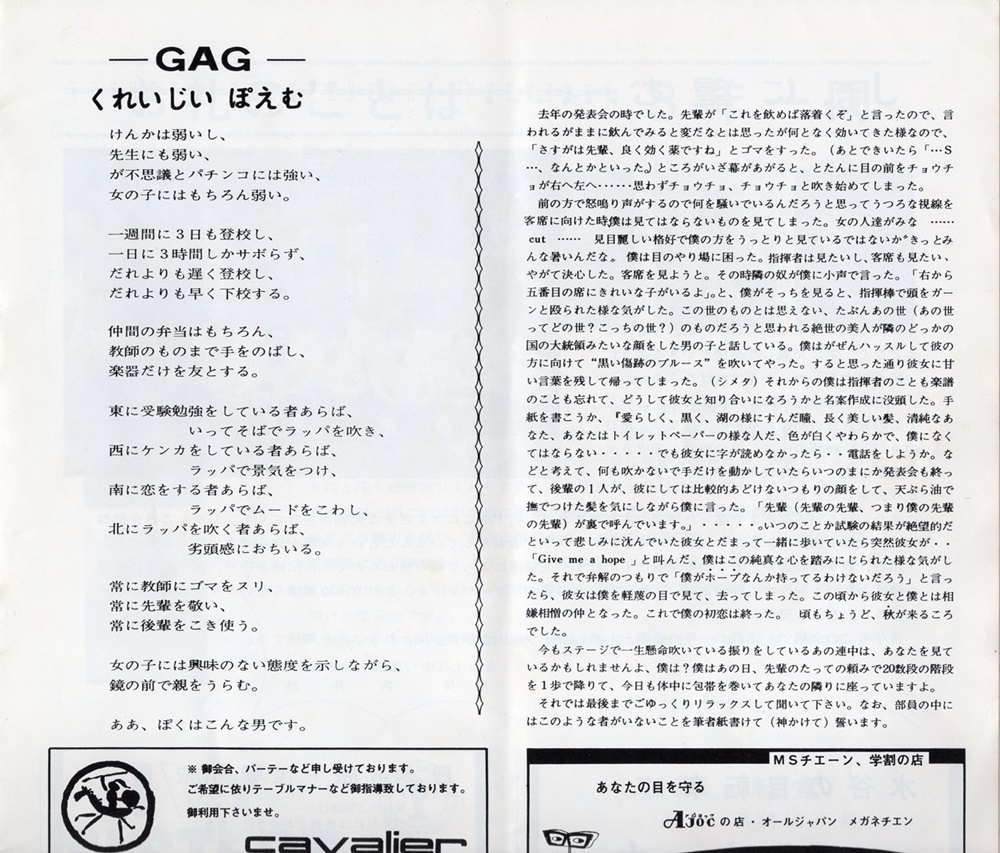 — GAG —
くれいじい ぽえむ
けんかは弱いし、
先生にも弱い、
が不思議とパチンコには強い、
女の子にはもちろん弱い。
一週間に３日も登校し、
一日に３時間しかサボらず、
だれよりも遅く登校し、
だれよりも早く下校する。
仲間の弁当はもちろん、
教師のものまで手をのばし、
楽器だけを友とする。
東に受験勉強をしている者あらば、
いってそばでラッパを吹き、
西にケンカをしている者あらば、
ラッパで景気をつけ、
南に恋をする者あらば、
ラッパでムードをこわし、
北にラッパを吹く者あらば、
劣頭感におちいる。
常に教師にゴマをスリ、
常に先輩を敬い、
常に後輩をこき使う。
女の子には興味のない態度を示しながら、
鏡の前で親をうらむ。
ああ、ぼくはこんな男です。
去年の発表会の時でした。先輩が「これを飲めば落着くぞ」と言ったので、言
われるがままに飲んでみると変だなとは思ったが何となく効いてきた様なので、
「さすがは先輩、良く効く薬ですね」とゴマをすった。（あとできいたら「…S
…、なんとかといった。）ところがいざ幕があがると、とたんに目の前をチョウチ
ョが右へ左へ……思わずチョウチョ、チョウチョと吹き始めてしまった。
前の方で怒鳴り声がするので何を騒いでいるんだろうと思ってうつろな視線を
客席に向けた時、僕は見てはならないものを見てしまった。女の人達がみな ……
cut …… 見目麗しい格好で僕の方をうっとりと見ているではないか〝きっとみ
んな暑いんだな〟 僕は目のやり場に困った。指揮者は見たいし、客席も見たい、
やがて決心した。客席を見ようと。その時隣の奴が僕に小声で言った。「右から
五番目の席にきれいな子がいるよ」。と、僕がそっちを見ると、指揮棒で頭をガー
ンと殴られた様な気がした。この世のものとは思えない、たぶんあの世（あの世
ってどの世？こっちの世？）のものだろうと思われる絶世の美人が隣のどっかの
国の大統領みたいな顔をした男の子と話している。僕はがぜんハッスルして彼の
方に向けて“黒い傷跡のブルース”を吹いてやった。すると思った通り彼女に甘
い言葉を残して帰ってしまった。（シメタ）それからの僕は指揮者のことも楽譜
のことも忘れて、どうして彼女と知り合いになろうかと名案作成に没頭した。手
紙を書こうか、『愛らしく、黒く、湖の様にすんだ瞳、長く美しい髪、清純なあ
なた、あなたはトイレットペーパーの様な人だ、色が白くやわらかで、僕になく
てはならない・・・・・でも彼女に字が読めなかったら・・電話をしようか。な
どと考えて、何も吹かないで手だけを動かしていたらいつのまにか発表会も終っ
て、後輩の１人が、彼にしては比較的あどけないつもりの顔をして、天ぷら油で
撫でつけた髪を気にしながら僕に言った。「先輩（先輩の先輩、つまり僕の先輩
の先輩）が裏で呼んでいます。」・・・・・。いつのことか試験の結果が絶望的だ
といって悲しみに沈んでいた彼女とだまって一緒に歩いていたら突然彼女が・・
「Give me a hope」と叫んだ、僕はこの純真な心を踏みにじられた様な気がし
た。それで弁解のつもりで「僕がホープなんか持ってるわけないだろう」と言っ
たら、彼女は僕を軽蔑の目で見て、去ってしまった。この頃から彼女と僕とは相
嫌相憎の仲となった。これで僕の初恋は終った。 頃もちょうど、秋が来るころ
でした。
今もステージで一生懸命吹いている振りをしているあの連中は、あなたを見て
いるかもしれませんよ、僕は？僕はあの日、先輩のたっての頼みで20数段の階段
を１歩で降りて、今日も体中に包帯を巻いてあなたの隣りに座っていますよ。
それでは最後までごゆっくりリラックスして聞いて下さい。なお、部員の中に
はこのような者がいないことを筆者紙書けて（神かけて）誓います。
※ 御会合、パーテーなど申し受けております。
ご希望に依りテーブルマナーなど御指導致しております。
御利用下さいませ。
cavalier
MSチエーン、学割の店
あなたの目を守る
AJOCの店・オールジャパン メガネチエン